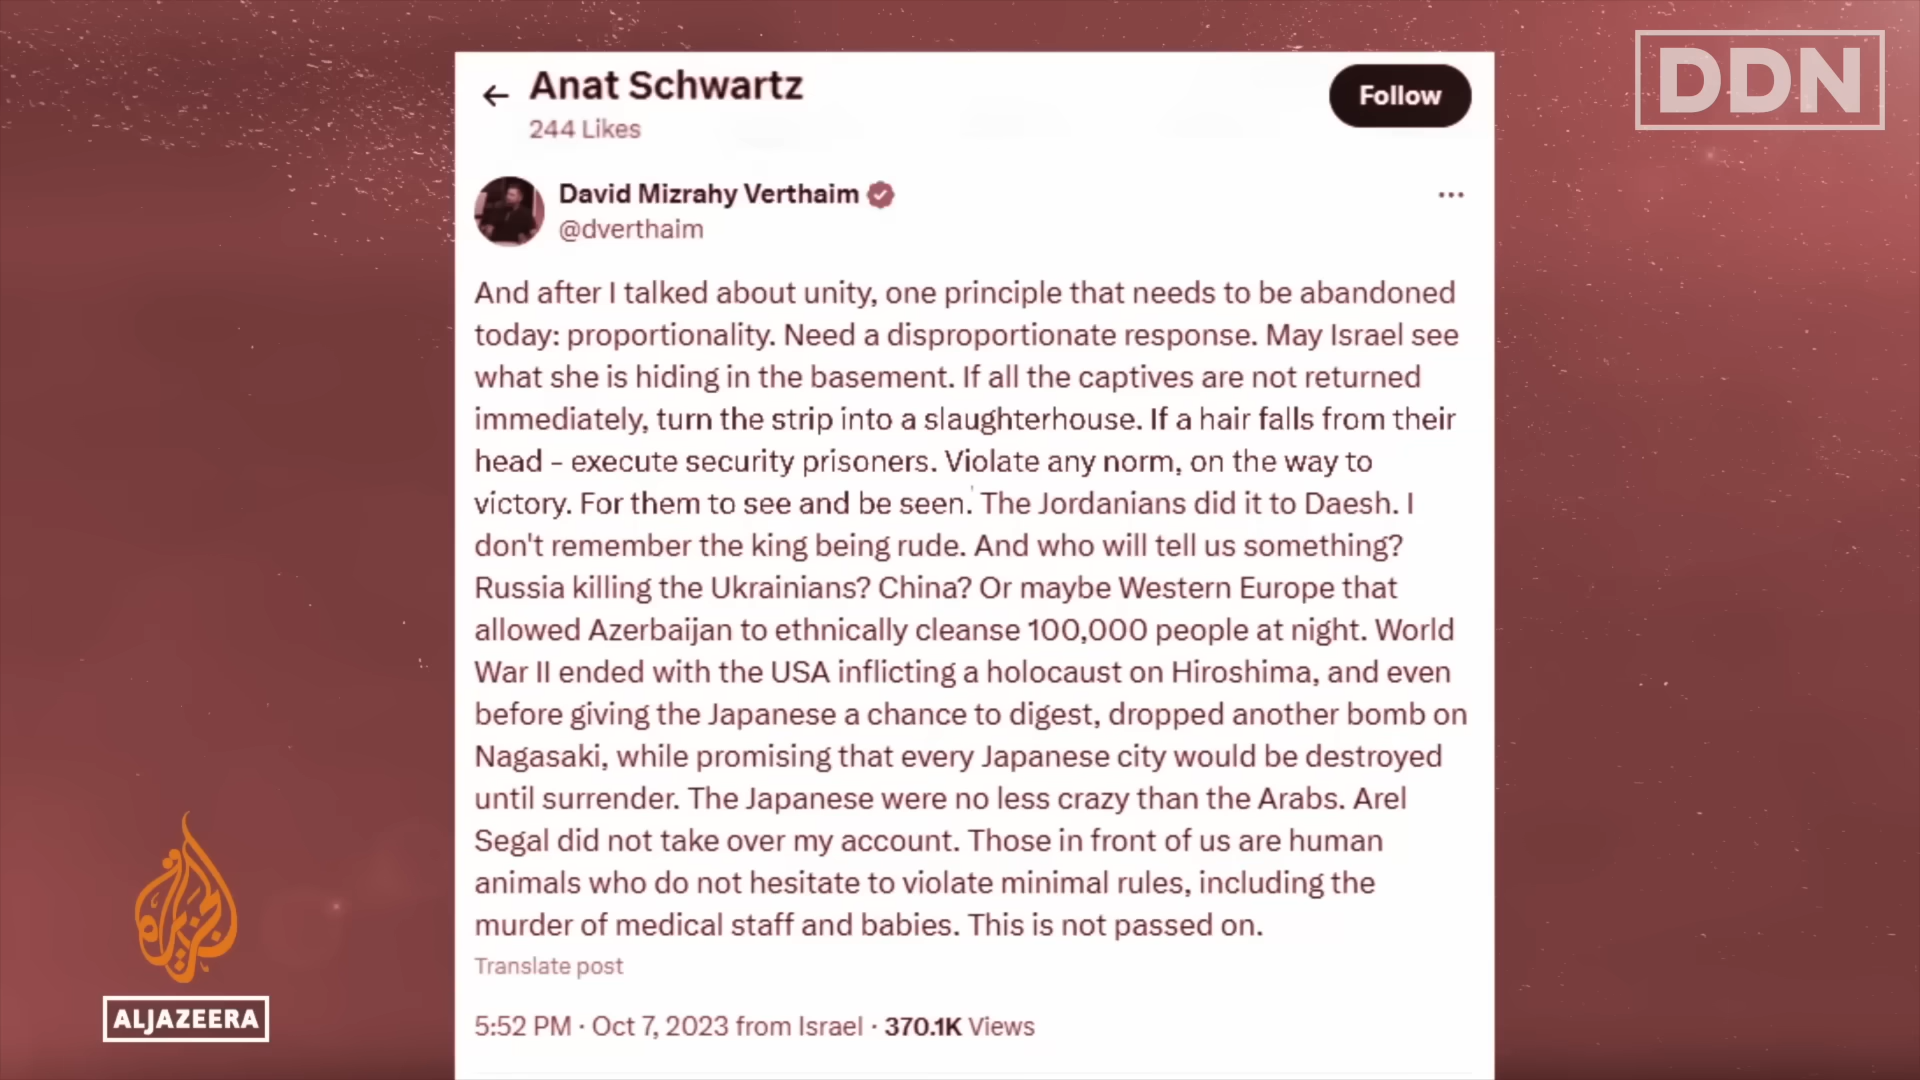 DDN
Anat Schwartz
244 Likes
Follow
David Mizrahy Verthaim
@dverthaim
And after I talked about unity, one principle that needs to be abandoned
today: proportionality. Need a disproportionate response. May Israel see
what she is hiding in the basement. If all the captives are not returned
immediately, turn the strip into a slaughterhouse. If a hair falls from their
head – execute security prisoners. Violate any norm, on the way to
victory. For them to see and be seen. The Jordanians did it to Daesh. I
don't remember the king being rude. And who will tell us something?
Russia killing the Ukrainians? China? Or maybe Western Europe that
allowed Azerbaijan to ethnically cleanse 100,000 people at night. World
War II ended with the USA inflicting a holocaust on Hiroshima, and even
before giving the Japanese a chance to digest, dropped another bomb on
Nagasaki, while promising that every Japanese city would be destroyed
until surrender. The Japanese were no less crazy than the Arabs. Arel
Segal did not take over my account. Those in front of us are human
animals who do not hesitate to violate minimal rules, including the
murder of medical staff and babies. This is not passed on.
Translate post
5:52 PM · Oct 7, 2023 from Israel · 370.1K Views
الجزيرة
ALJAZEERA